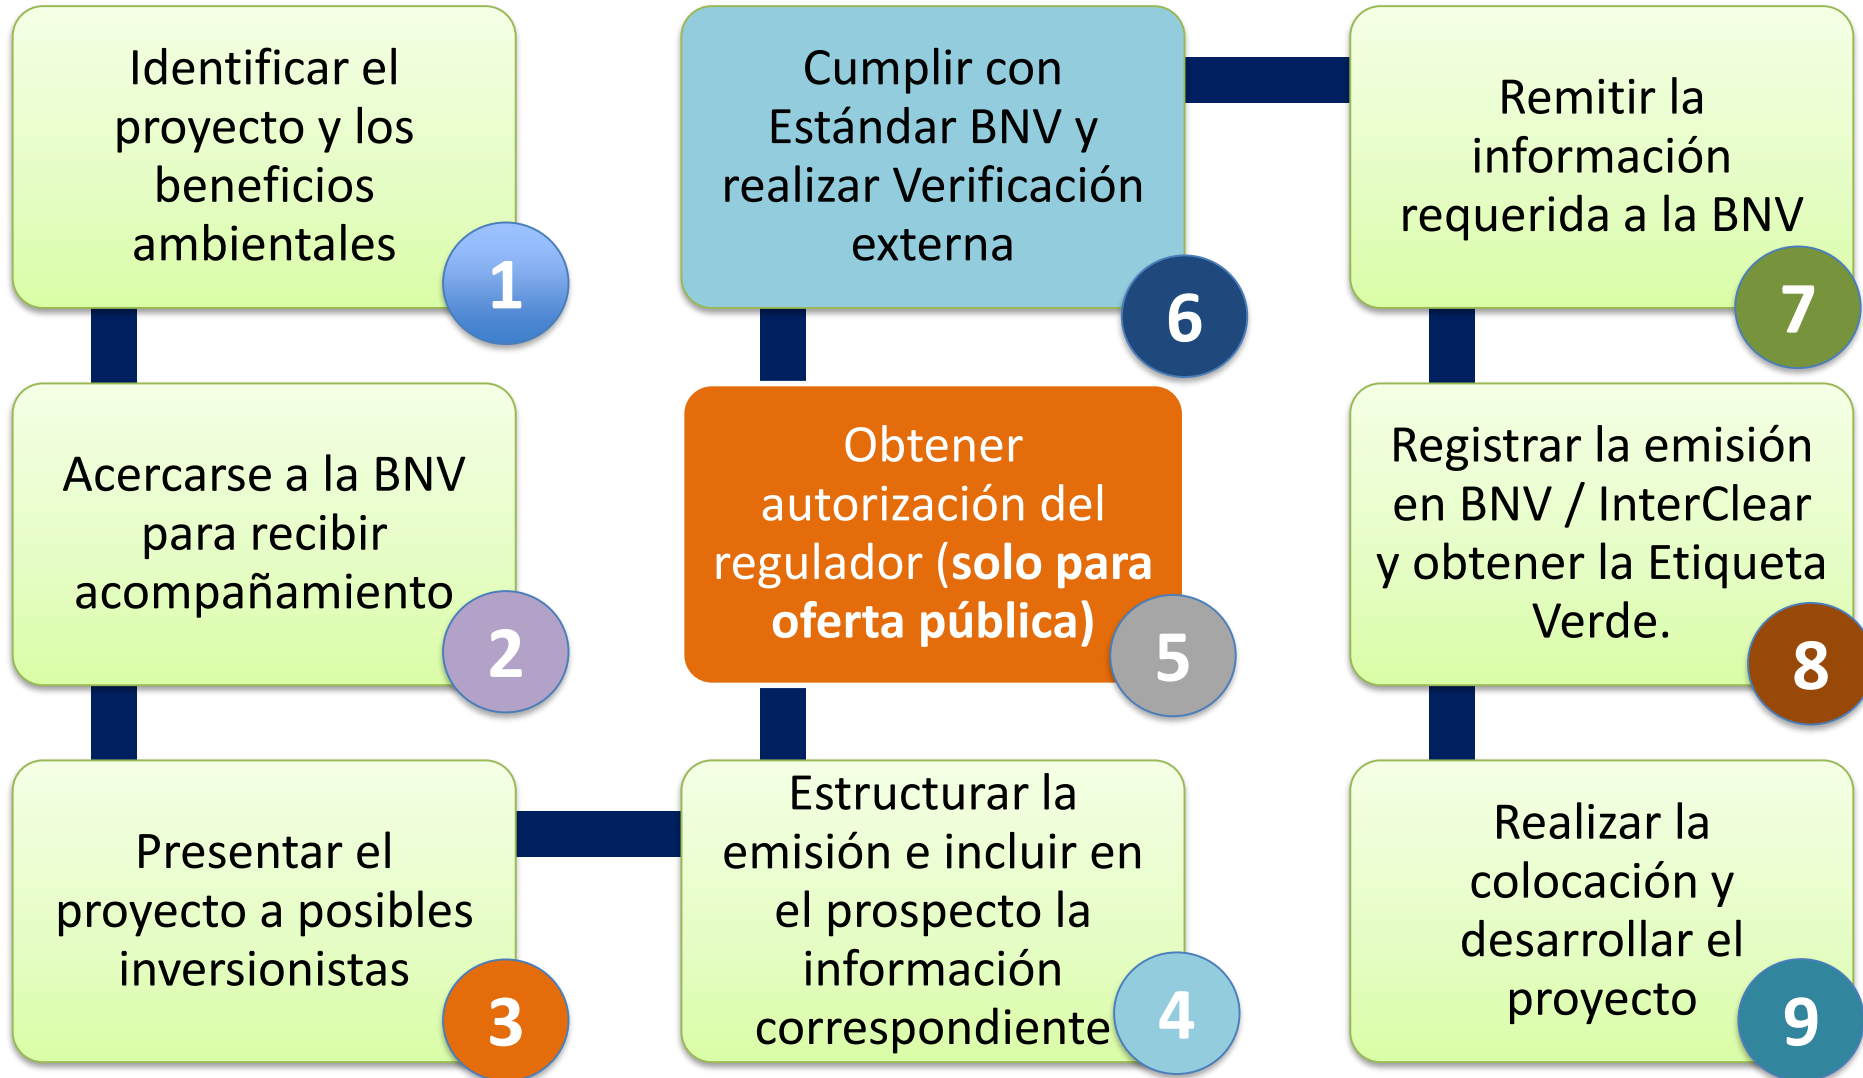 Identificar el
proyecto y los
beneficios
ambientales
1
Acercarse a la BNV
para recibir
acompañamiento
2
Presentar el
proyecto a posibles
inversionistas
3
Estructurar la
emisión e incluir en
el prospecto la
información
correspondiente
4
Obtener
autorización del
regulador (solo para
oferta pública)
5
Cumplir con
Estándar BNV y
realizar Verificación
externa
6
Remitir la
información
requerida a la BNV
7
Registrar la emisión
en BNV / InterClear
y obtener la Etiqueta
Verde.
8
Realizar la
colocación y
desarrollar el
proyecto
9